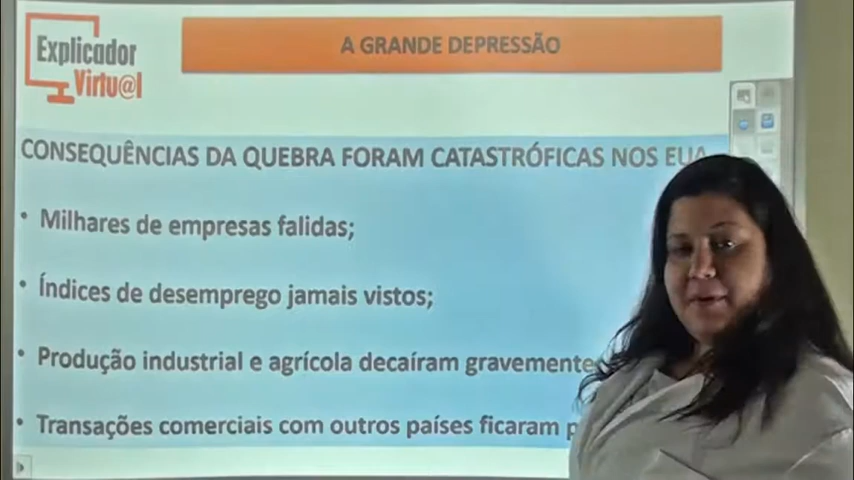 Explicador
Virtu@l
A GRANDE DEPRESSÃO
CONSEQUÊNCIAS DA QUEBRA FORAM CATASTRÓFICAS NOS EUA
• Milhares de empresas falidas;
• Índices de desemprego jamais vistos;
• Produção industrial e agrícola decaíram gravemente
• Transações comerciais com outros países ficaram